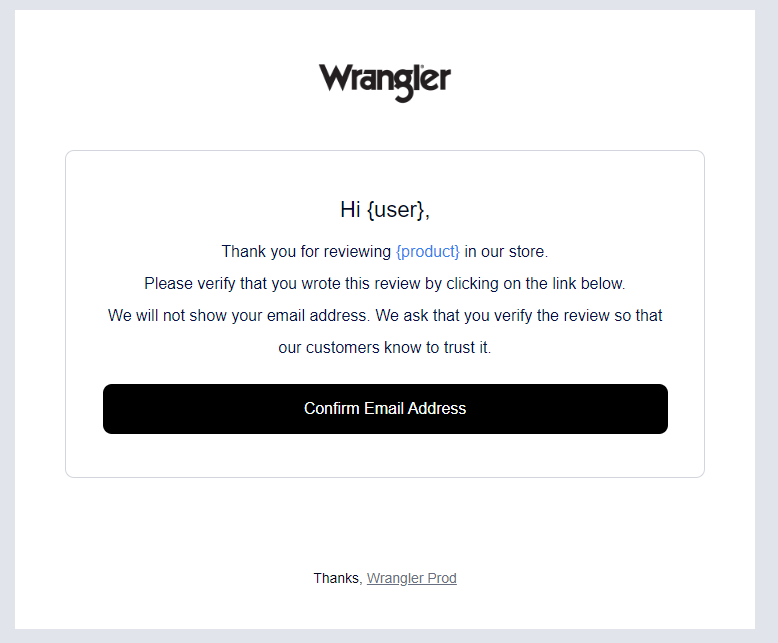 Wrangler
Hi {user},
Thank you for reviewing {product} in our store.
Please verify that you wrote this review by clicking on the link below.
We will not show your email address. We ask that you verify the review so that
our customers know to trust it.
Confirm Email Address
Thanks, Wrangler Prod